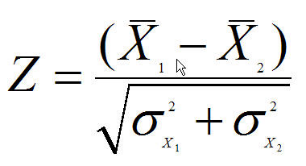 Z = (X̄₁ − X̄₂) / √(σ²X₁ + σ²X₂)